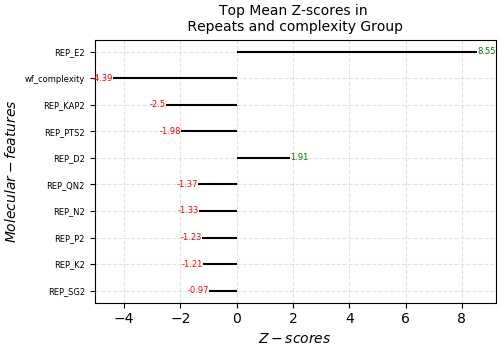 Top Mean Z-scores in
Repeats and complexity Group
REP_E2 8.55
wf_complexity -4.39
REP_KAP2 -2.5
REP_PTS2 -1.98
REP_D2 1.91
REP_QN2 -1.37
REP_N2 -1.33
REP_P2 -1.23
REP_K2 -1.21
REP_SG2 -0.97
−4 −2 0 2 4 6 8
Z − scores
Molecular − features